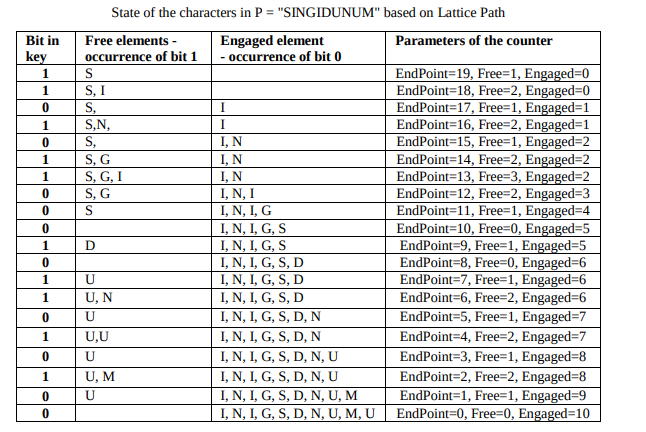 State of the characters in P = "SINGIDUNUM" based on Lattice Path
Bit in key | Free elements - occurrence of bit 1 | Engaged element - occurrence of bit 0 | Parameters of the counter
1 | S | | EndPoint=19, Free=1, Engaged=0
1 | S, I | | EndPoint=18, Free=2, Engaged=0
0 | S, | I | EndPoint=17, Free=1, Engaged=1
1 | S,N, | I | EndPoint=16, Free=2, Engaged=1
0 | S, | I, N | EndPoint=15, Free=1, Engaged=2
1 | S, G | I, N | EndPoint=14, Free=2, Engaged=2
1 | S, G, I | I, N | EndPoint=13, Free=3, Engaged=2
0 | S, G | I, N, I | EndPoint=12, Free=2, Engaged=3
0 | S | I, N, I, G | EndPoint=11, Free=1, Engaged=4
0 | | I, N, I, G, S | EndPoint=10, Free=0, Engaged=5
1 | D | I, N, I, G, S | EndPoint=9, Free=1, Engaged=5
0 | | I, N, I, G, S, D | EndPoint=8, Free=0, Engaged=6
1 | U | I, N, I, G, S, D | EndPoint=7, Free=1, Engaged=6
1 | U, N | I, N, I, G, S, D | EndPoint=6, Free=2, Engaged=6
0 | U | I, N, I, G, S, D, N | EndPoint=5, Free=1, Engaged=7
1 | U,U | I, N, I, G, S, D, N | EndPoint=4, Free=2, Engaged=7
0 | U | I, N, I, G, S, D, N, U | EndPoint=3, Free=1, Engaged=8
1 | U, M | I, N, I, G, S, D, N, U | EndPoint=2, Free=2, Engaged=8
0 | U | I, N, I, G, S, D, N, U, M | EndPoint=1, Free=1, Engaged=9
0 | | I, N, I, G, S, D, N, U, M, U | EndPoint=0, Free=0, Engaged=10